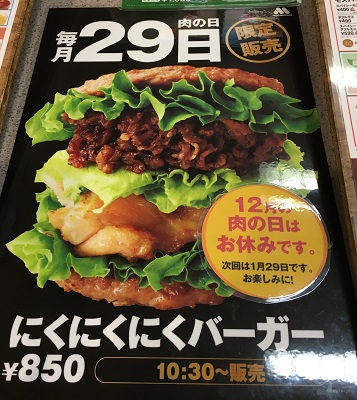 肉の日
毎月29日
限定
販売
12月の
肉の日は
お休みです。
次回は1月29日です。
お楽しみに!
にくにくにくバーガー
¥850
10:30〜販売